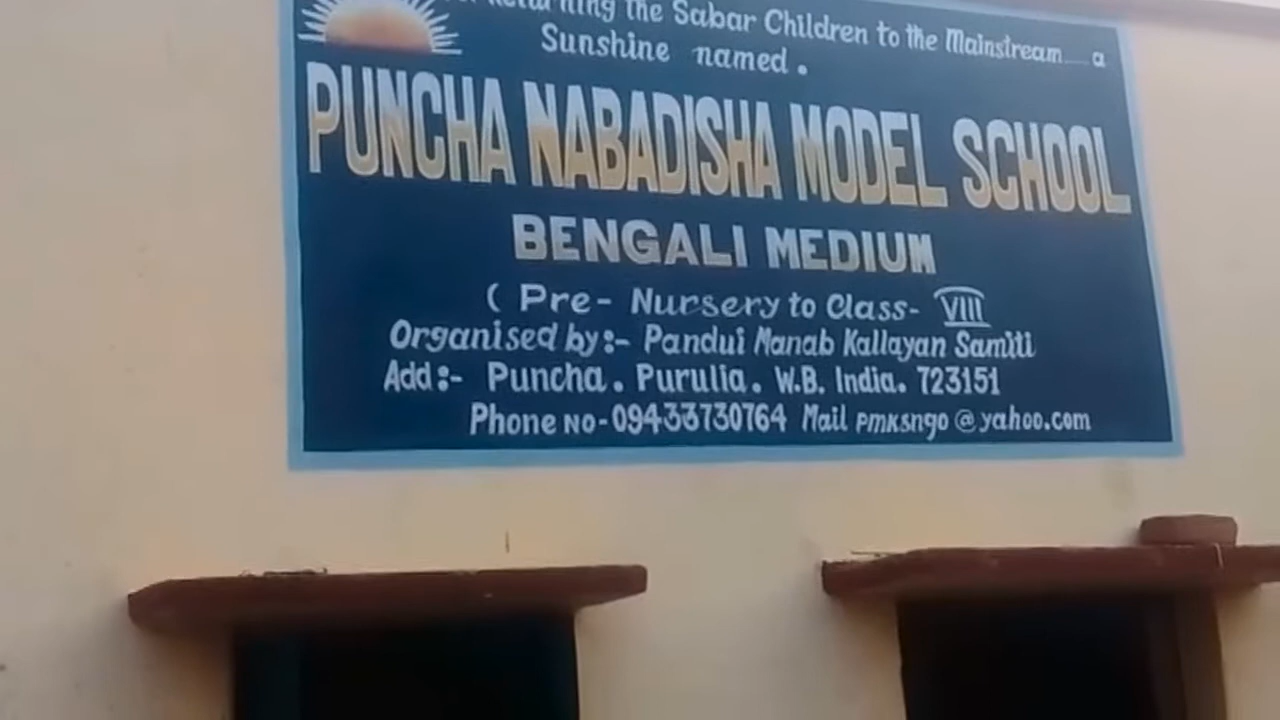 the Sabar Children to the Mainstream.... a
Sunshine named.
PUNCHA NABADISHA MODEL SCHOOL
BENGALI MEDIUM
( Pre- Nursery to Class- VIII
Organised by:- Pandui Manab Kallayan Samiti
Add:- Puncha. Purulia. W.B. India. 723151
Phone NO-09433730764 Mail pmksngo@yahoo.com